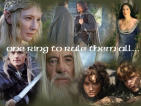 one ring to rule them all...